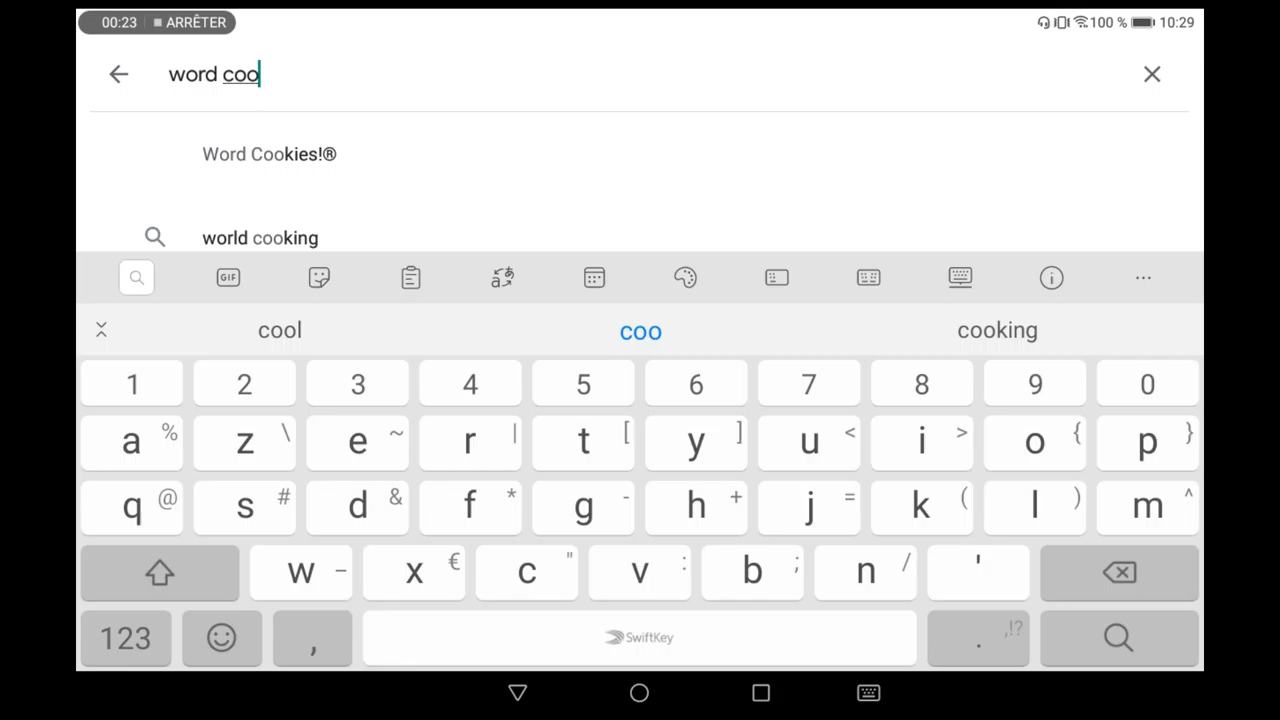 00:23 ARRÊTER 100 % 10:29
word coo
Word Cookies!®
world cooking
GIF
cool coo cooking
1 2 3 4 5 6 7 8 9 0
a % z \ e ~ r | t [ y ] u < i > o { p }
q @ s # d & f * g - h + j = k ( l ) m ^
w _ x € c " v : b ; n / '
123 , SwiftKey . ,!?